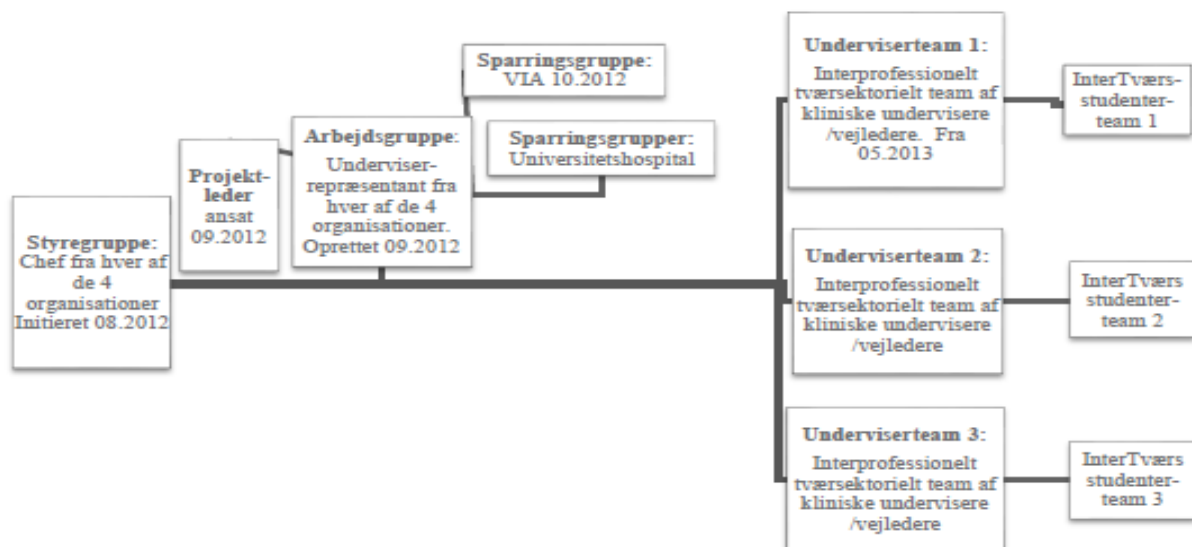 Styregruppe:
Chef fra hver af
de 4
organisationer
Initieret 08.2012
Projekt-
leder
ansat
09.2012
Arbejdsgruppe:
Underviser-
repræsentant fra
hver af de 4
organisationer.
Oprettet 09.2012
Sparringsgruppe:
VIA 10.2012
Sparringsgrupper:
Universitetshospital
Underviserteam 1:
Interprofessionelt
tværsektorielt team af
kliniske undervisere
/vejledere. Fra
05.2013
InterTværs-
studenter-
team 1
Underviserteam 2:
Interprofessionelt
tværsektorielt team af
kliniske undervisere
/vejledere
InterTværs
studenter-
team 2
Underviserteam 3:
Interprofessionelt
tværsektorielt team af
kliniske undervisere
/vejledere
InterTværs
studenter-
team 3